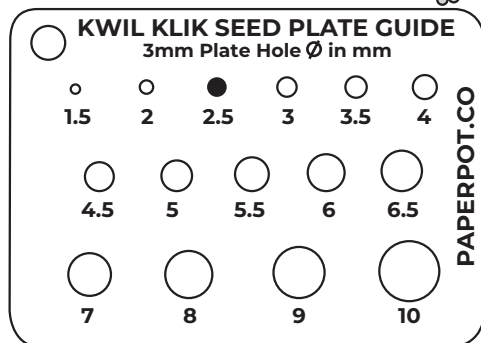 KWIL KLIK SEED PLATE GUIDE
3mm Plate Hole Ø in mm
1.5 2 2.5 3 3.5 4
4.5 5 5.5 6 6.5
7 8 9 10
PAPERPOT.CO